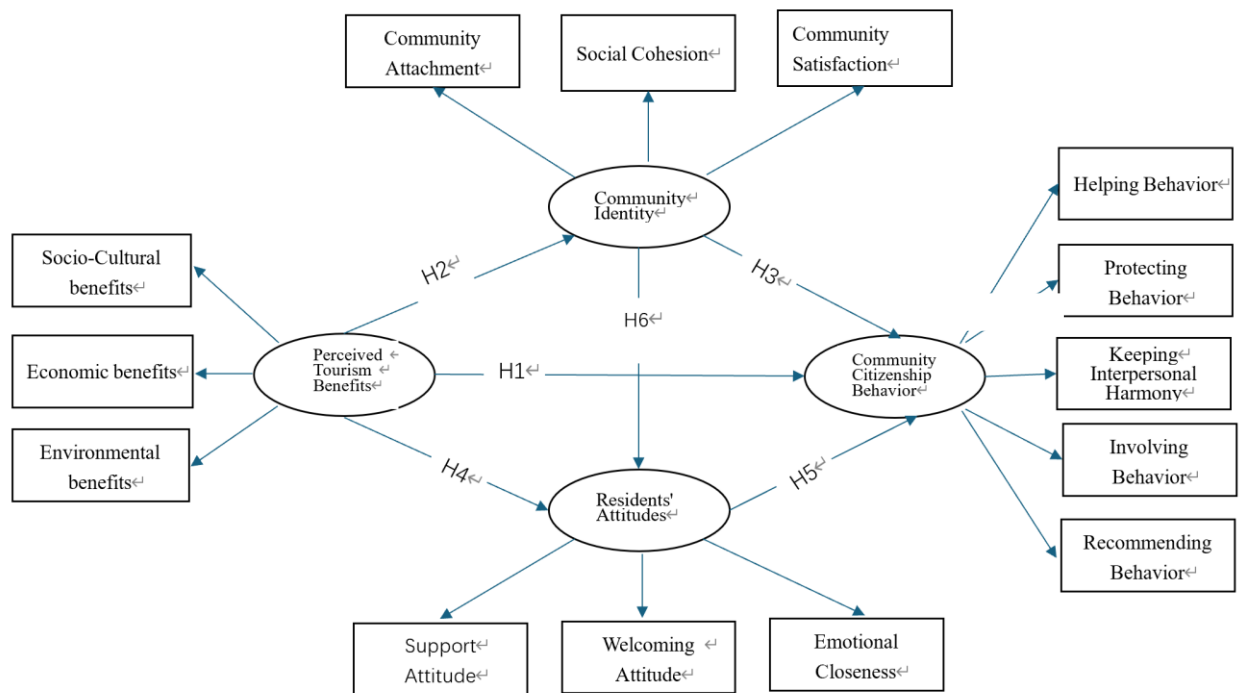 Community
Attachment↵
Social Cohesion↵
Community
Satisfaction↵
Community↵
Identity↵
Helping Behavior↵
Protecting
Behavior↵
Keeping↵
Interpersonal
Harmony↵
Involving
Behavior↵
Recommending
Behavior↵
Socio-Cultural
benefits↵
Economic benefits↵
Environmental
benefits↵
Perceived ↵
Tourism ↵
Benefits↵
H2↵
H3↵
H6↵
H1↵
H4↵
H5↵
Community
Citizenship
Behavior↵
Residents'
Attitudes↵
Support↵
Attitude↵
Welcoming ↵
Attitude↵
Emotional
Closeness↵